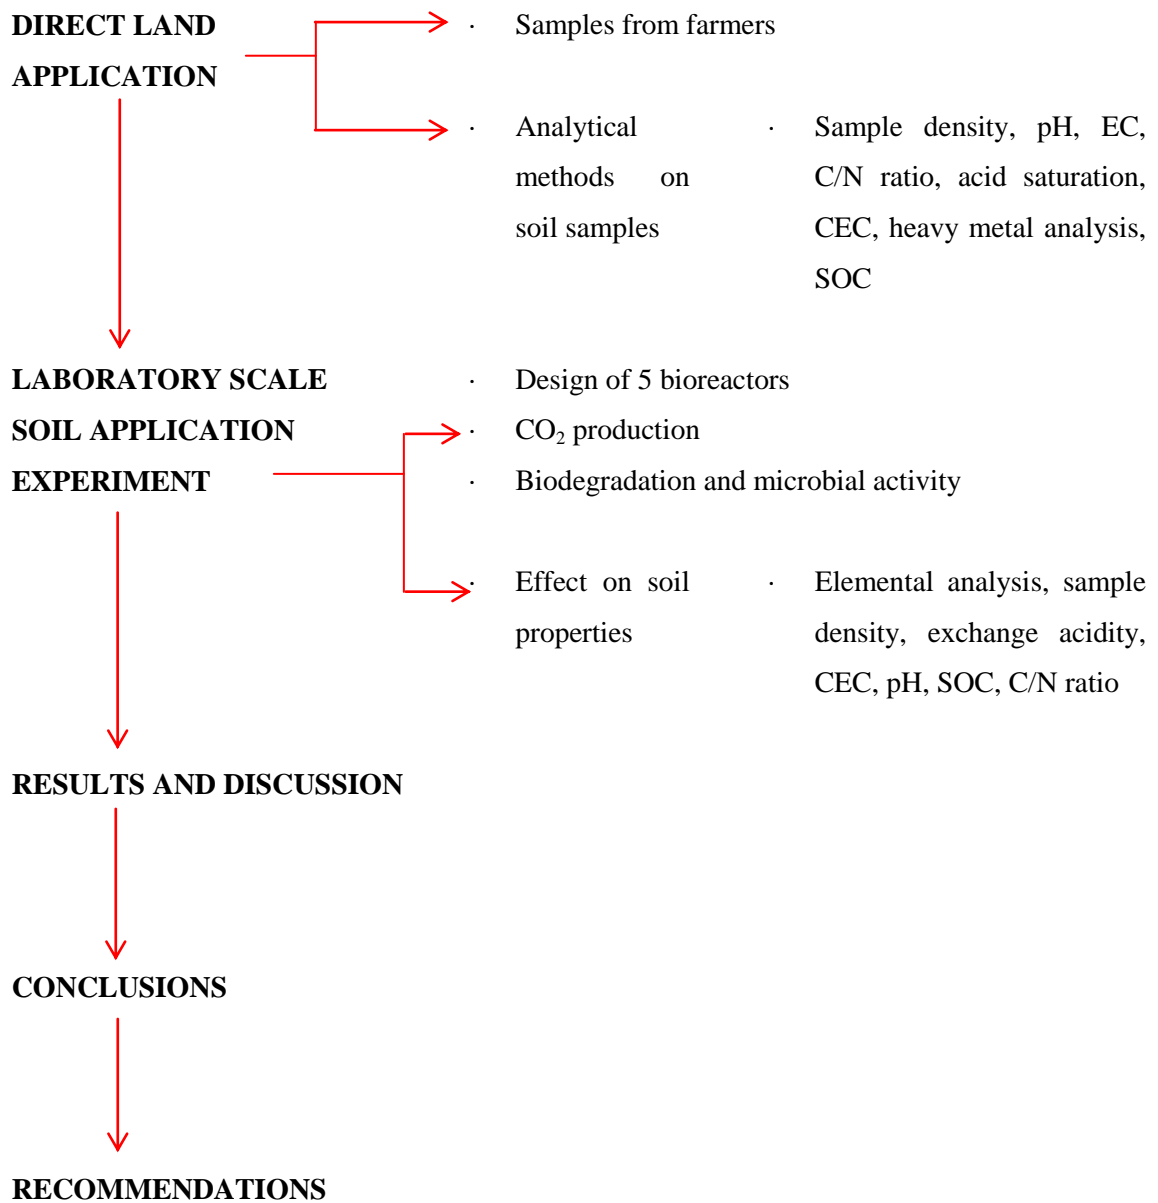 DIRECT LAND
APPLICATION
· Samples from farmers
· Analytical
methods on
soil samples
· Sample density, pH, EC,
C/N ratio, acid saturation,
CEC, heavy metal analysis,
SOC
LABORATORY SCALE
SOIL APPLICATION
EXPERIMENT
· Design of 5 bioreactors
· CO₂ production
· Biodegradation and microbial activity
· Effect on soil
properties
· Elemental analysis, sample
density, exchange acidity,
CEC, pH, SOC, C/N ratio
RESULTS AND DISCUSSION
CONCLUSIONS
RECOMMENDATIONS